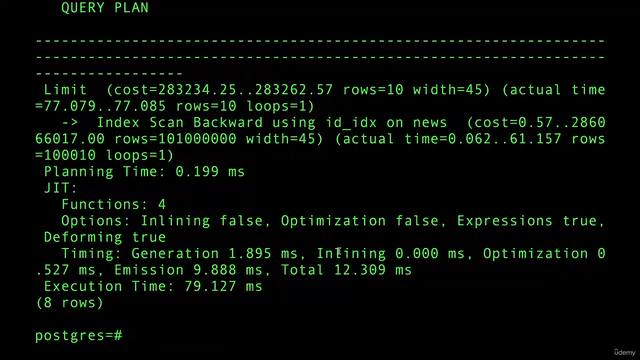 QUERY PLAN
-----------------------------------------------------------------
-----------------------------------------------------------------
-----------------
Limit  (cost=283234.25..283262.57 rows=10 width=45) (actual time
=77.079..77.085 rows=10 loops=1)
->  Index Scan Backward using id_idx on news  (cost=0.57..2860
66017.00 rows=101000000 width=45) (actual time=0.062..61.157 rows
=100010 loops=1)
Planning Time: 0.199 ms
JIT:
Functions: 4
Options: Inlining false, Optimization false, Expressions true,
Deforming true
Timing: Generation 1.895 ms, Inlining 0.000 ms, Optimization 0
.527 ms, Emission 9.888 ms, Total 12.309 ms
Execution Time: 79.127 ms
(8 rows)
postgres=#
ûdemy